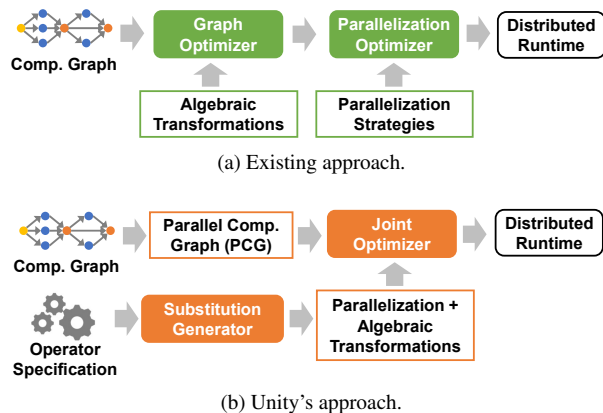 Comp. Graph
Graph
Optimizer
Parallelization
Optimizer
Distributed
Runtime
Algebraic
Transformations
Parallelization
Strategies
(a) Existing approach.
Comp. Graph
Parallel Comp.
Graph (PCG)
Joint
Optimizer
Distributed
Runtime
Operator
Specification
Substitution
Generator
Parallelization +
Algebraic
Transformations
(b) Unity's approach.